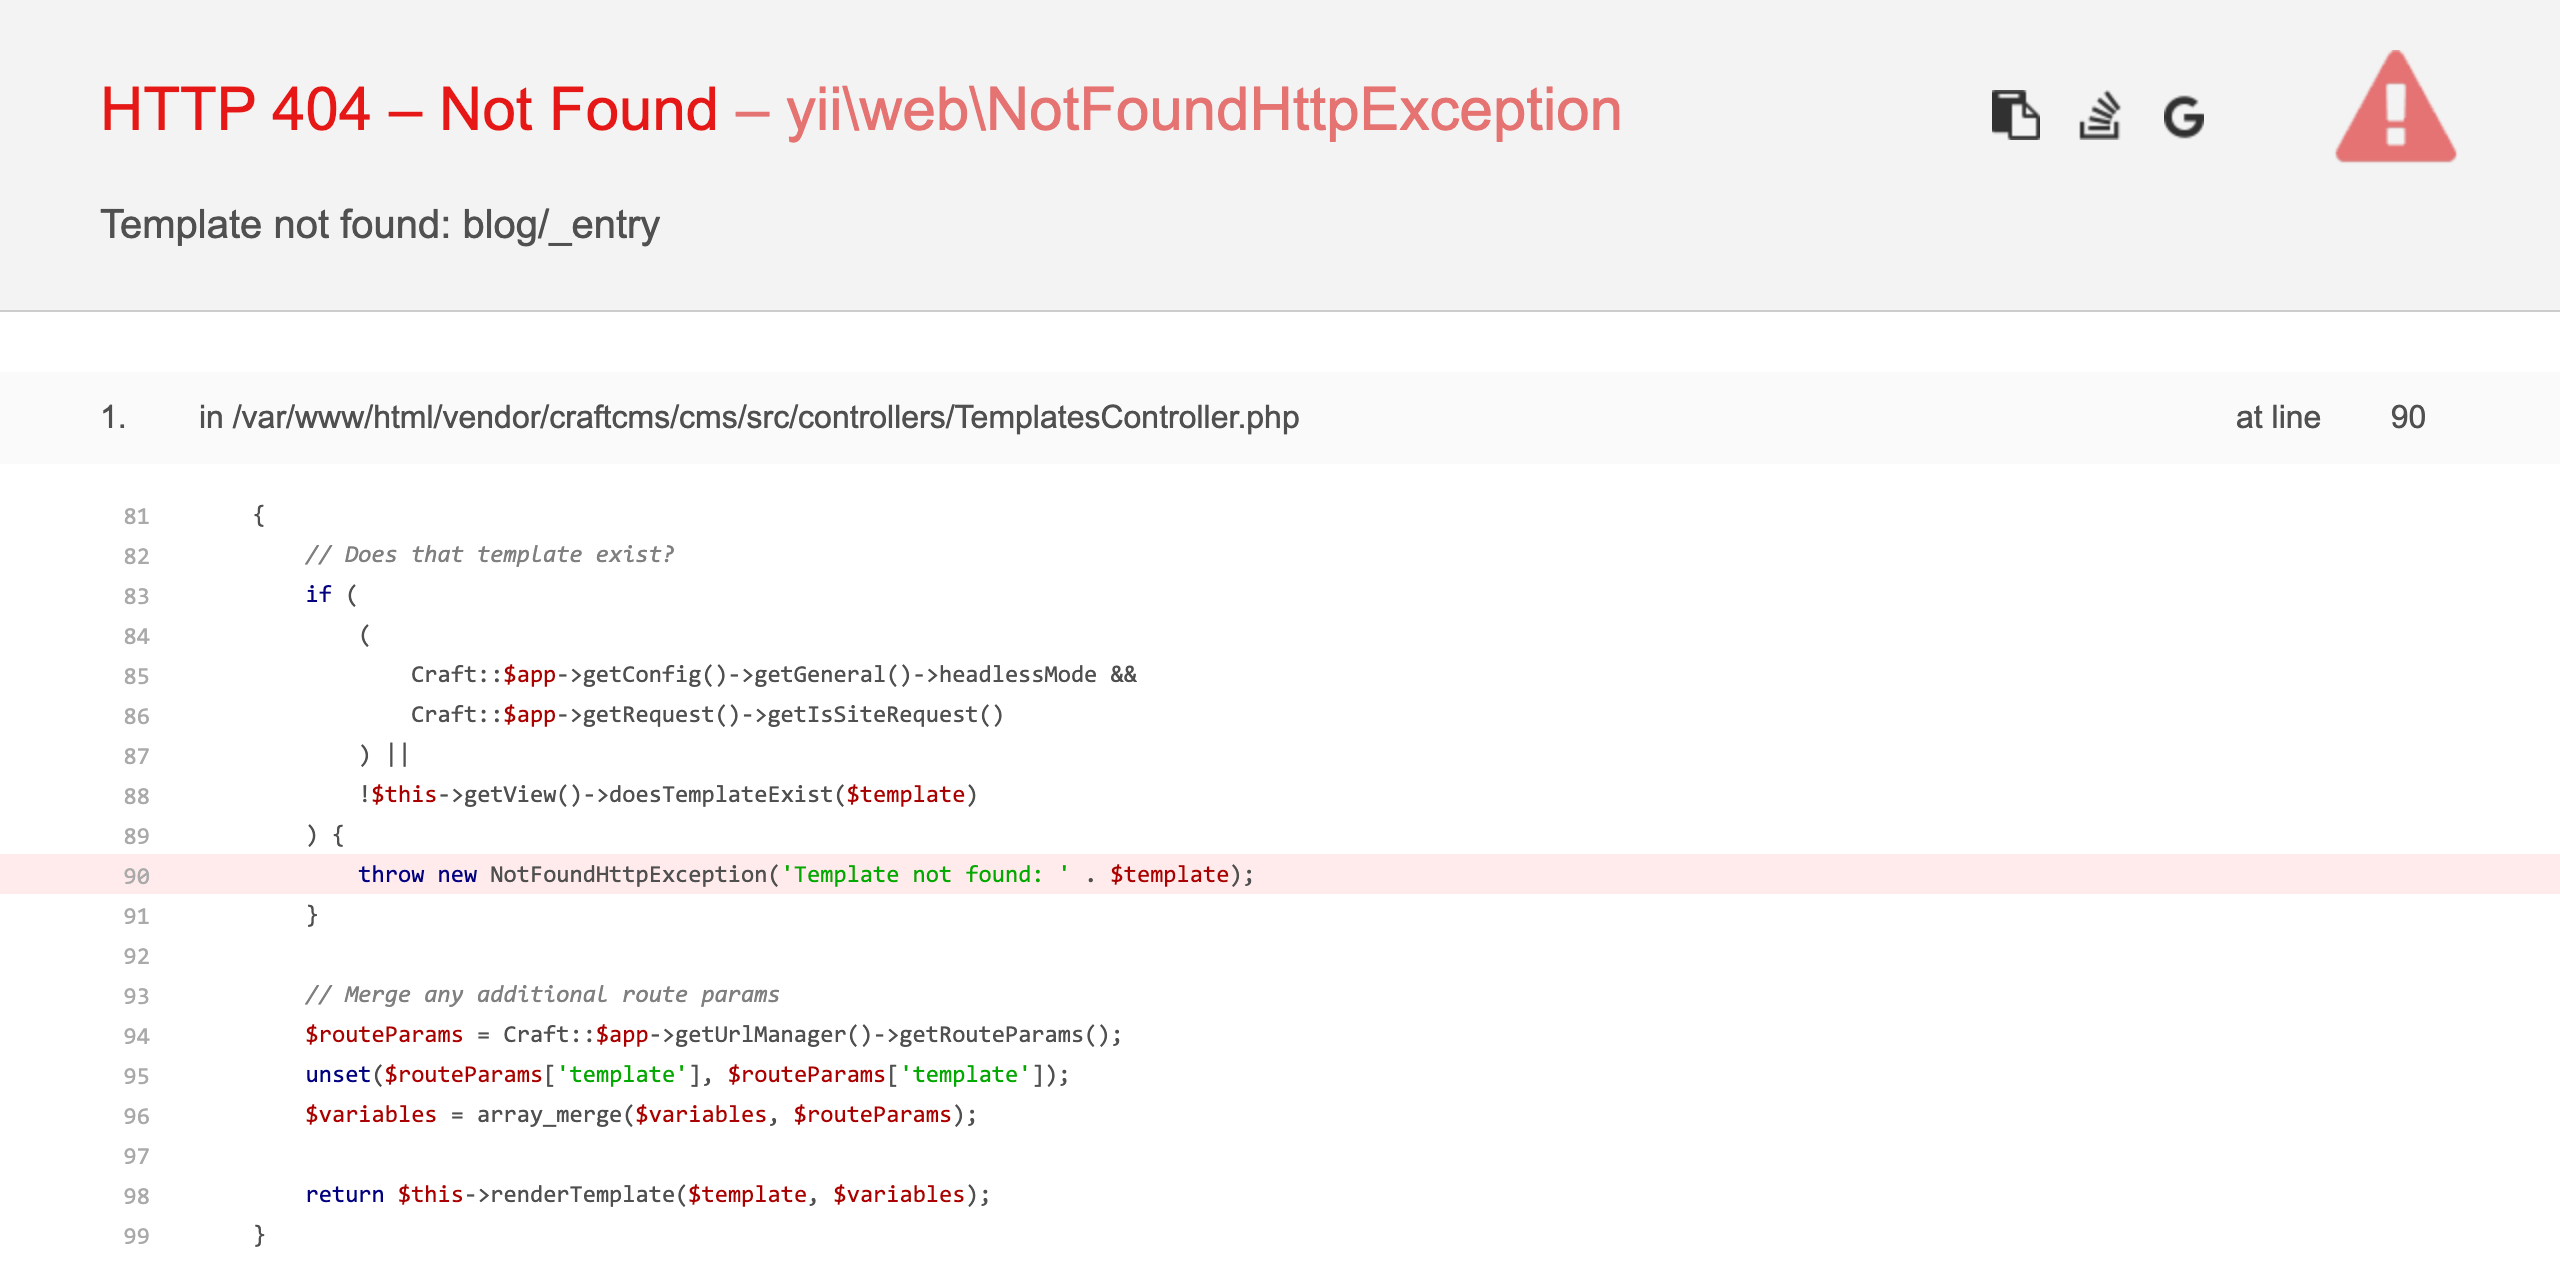 HTTP 404 – Not Found – yii\web\NotFoundHttpException
Template not found: blog/_entry
1. in /var/www/html/vendor/craftcms/cms/src/controllers/TemplatesController.php at line 90
81 {
82 // Does that template exist?
83 if (
84 (
85 Craft::$app->getConfig()->getGeneral()->headlessMode &&
86 Craft::$app->getRequest()->getIsSiteRequest()
87 ) ||
88 !$this->getView()->doesTemplateExist($template)
89 ) {
90 throw new NotFoundHttpException('Template not found: ' . $template);
91 }
92
93 // Merge any additional route params
94 $routeParams = Craft::$app->getUrlManager()->getRouteParams();
95 unset($routeParams['template'], $routeParams['template']);
96 $variables = array_merge($variables, $routeParams);
97
98 return $this->renderTemplate($template, $variables);
99 }